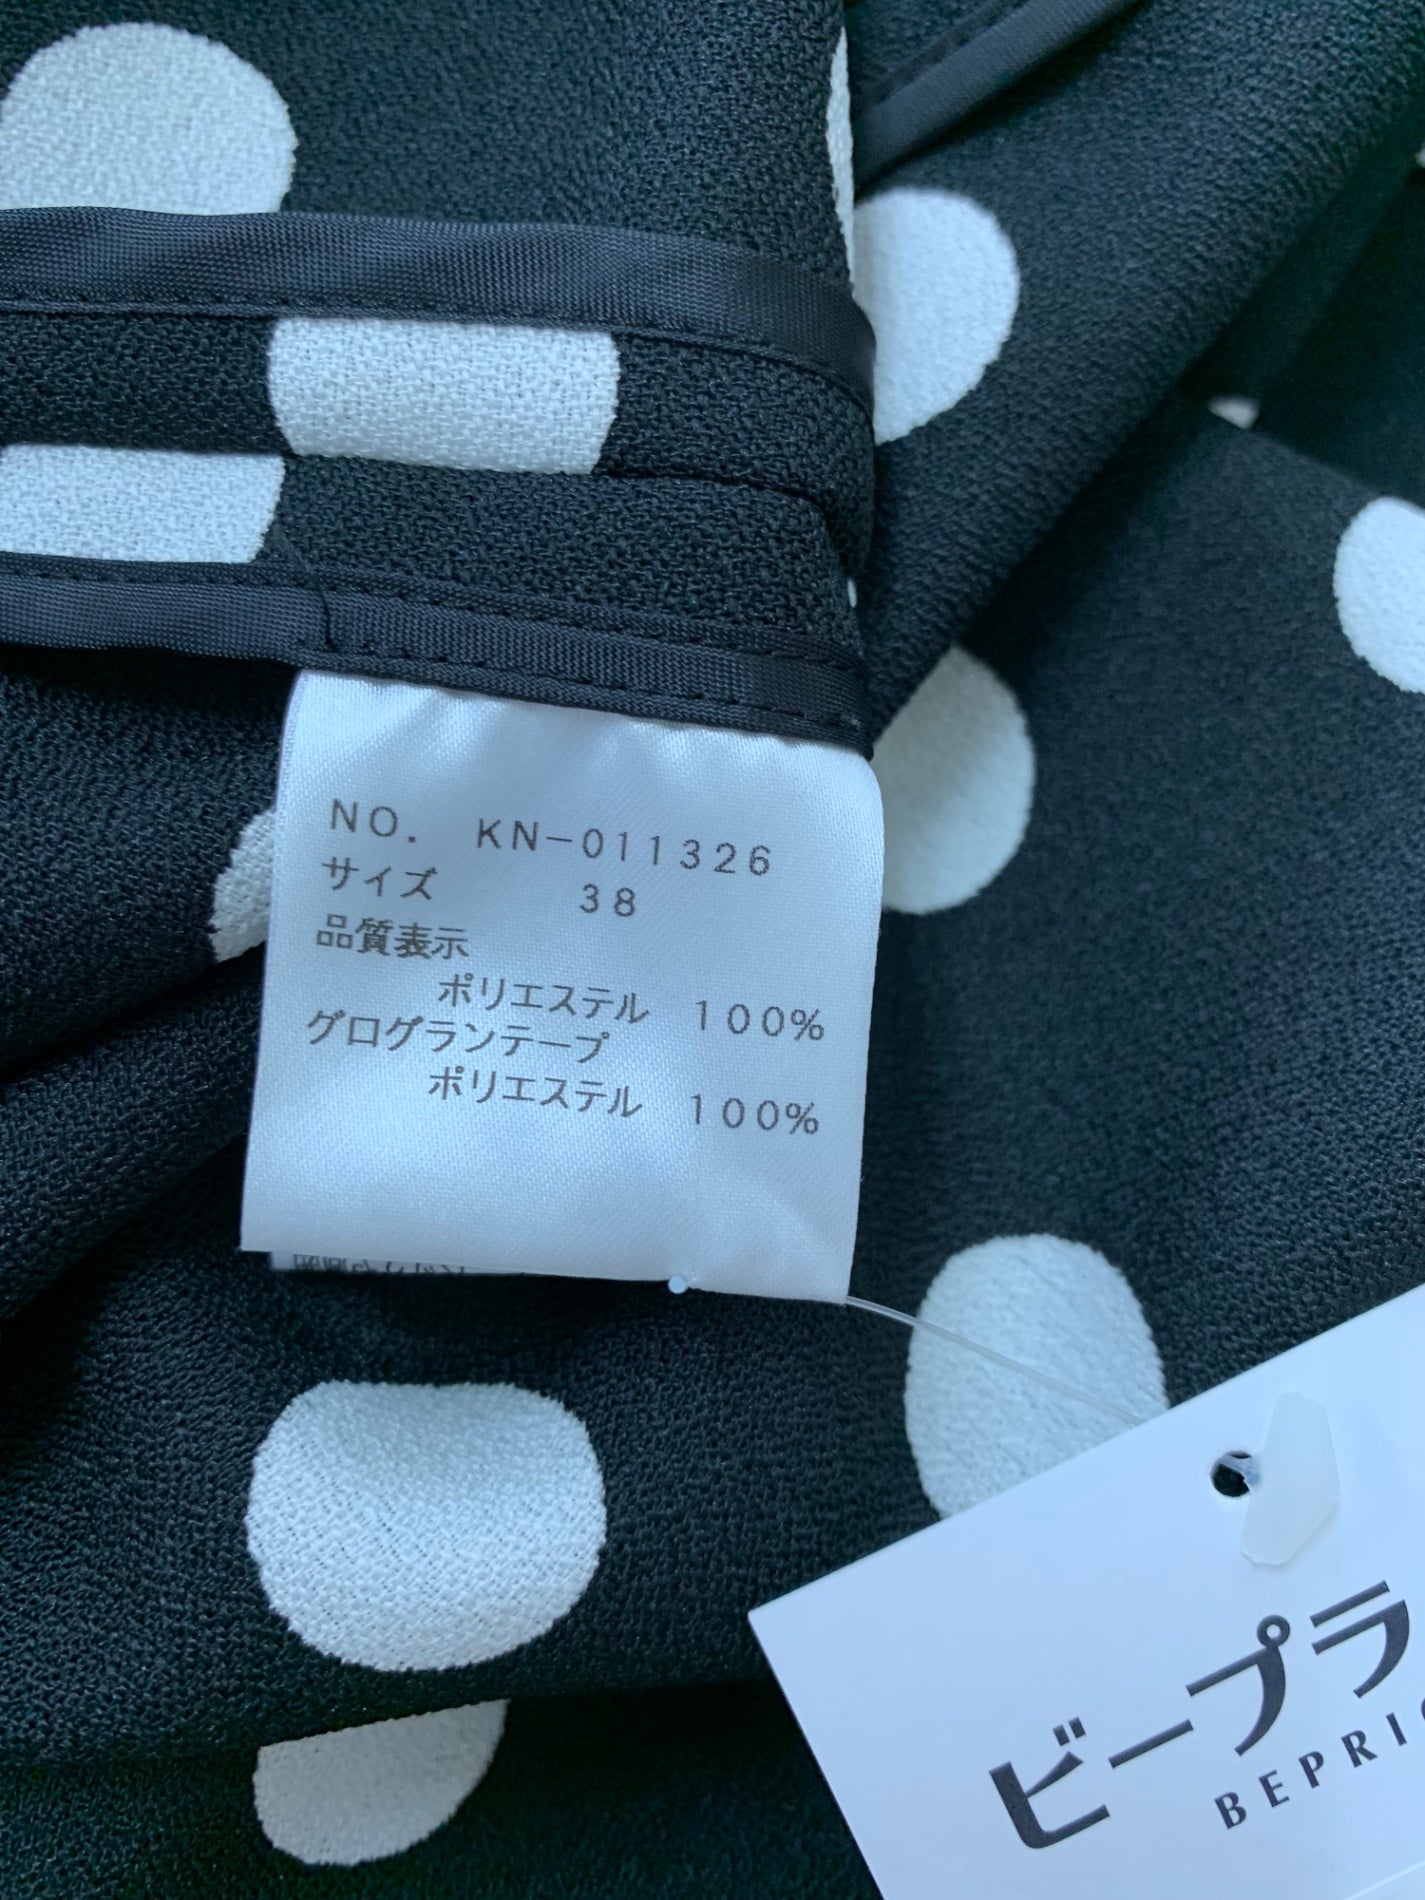 NO. KN-011326
サイズ 38
品質表示
ポリエステル 100%
グログランテープ
ポリエステル 100%
ビープラ
BEPRI